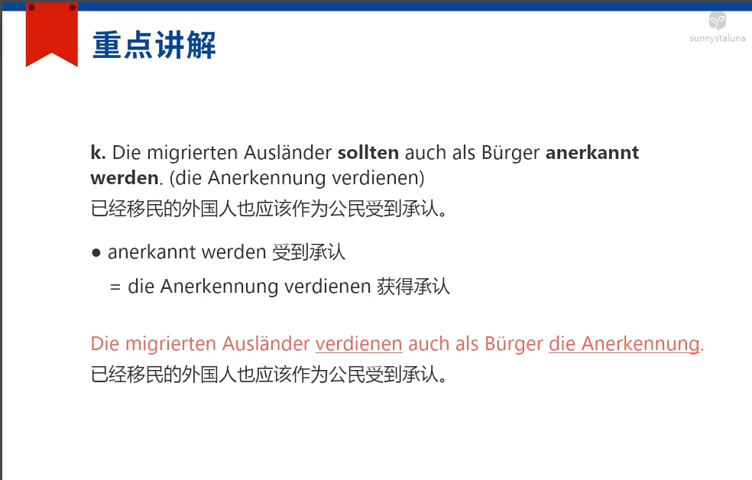 重点讲解
sunnystaluna
k. Die migrierten Ausländer sollten auch als Bürger anerkannt
werden. (die Anerkennung verdienen)
已经移民的外国人也应该作为公民受到承认。
● anerkannt werden 受到承认
= die Anerkennung verdienen 获得承认
Die migrierten Ausländer verdienen auch als Bürger die Anerkennung.
已经移民的外国人也应该作为公民受到承认。